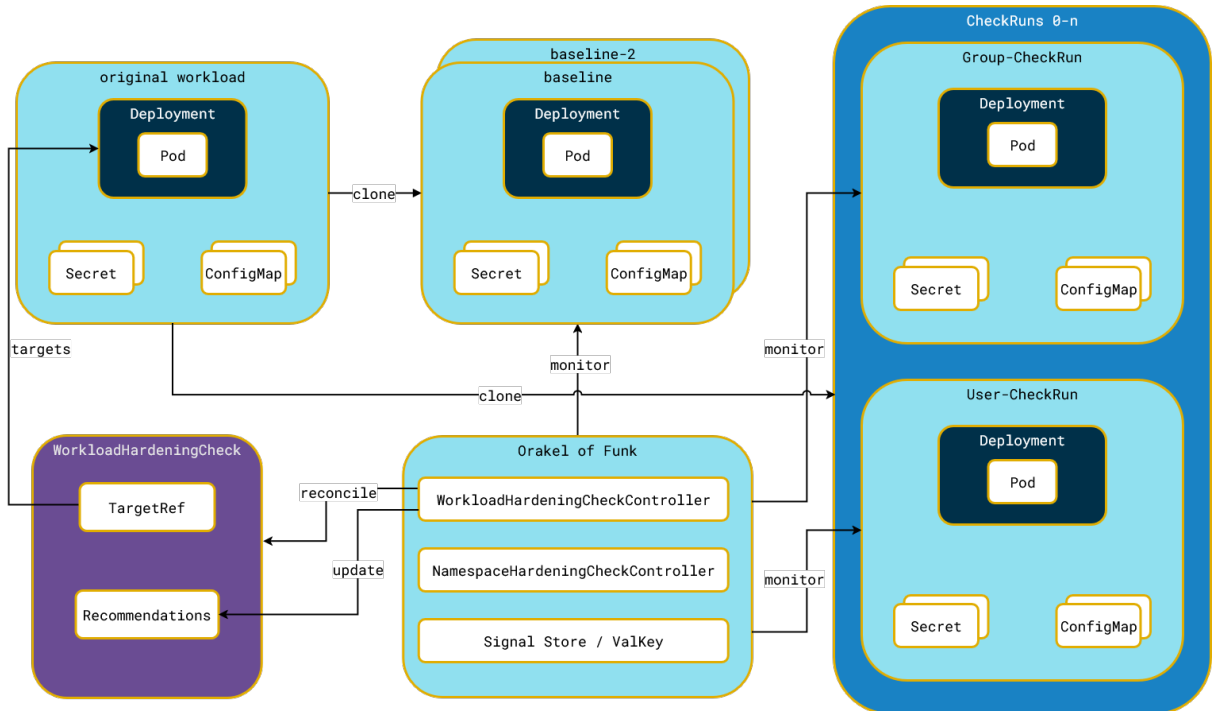 original workload
Deployment
Pod
Secret
ConfigMap
clone
baseline-2
baseline
Deployment
Pod
Secret
ConfigMap
CheckRuns 0-n
Group-CheckRun
Deployment
Pod
Secret
ConfigMap
targets
monitor
monitor
clone
WorkloadHardeningCheck
TargetRef
Recommendations
reconcile
update
Orakel of Funk
WorkloadHardeningCheckController
NamespaceHardeningCheckController
Signal Store / ValKey
monitor
User-CheckRun
Deployment
Pod
Secret
ConfigMap